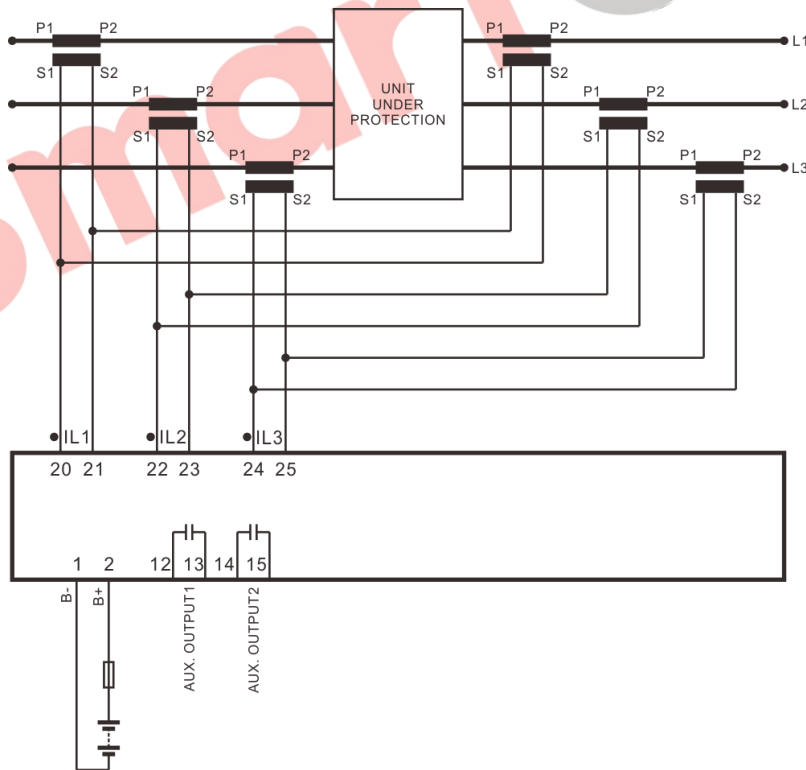 smart
P1 P2 P1 P2 L1
S1 S2 S1 S2
UNIT
UNDER
PROTECTION
P1 P2 P1 P2 L2
S1 S2 S1 S2
P1 P2 P1 P2 L3
S1 S2 S1 S2
IL1 IL2 IL3
20 21 22 23 24 25
1 2 12 13 14 15
B- B+ AUX. OUTPUT1 AUX. OUTPUT2